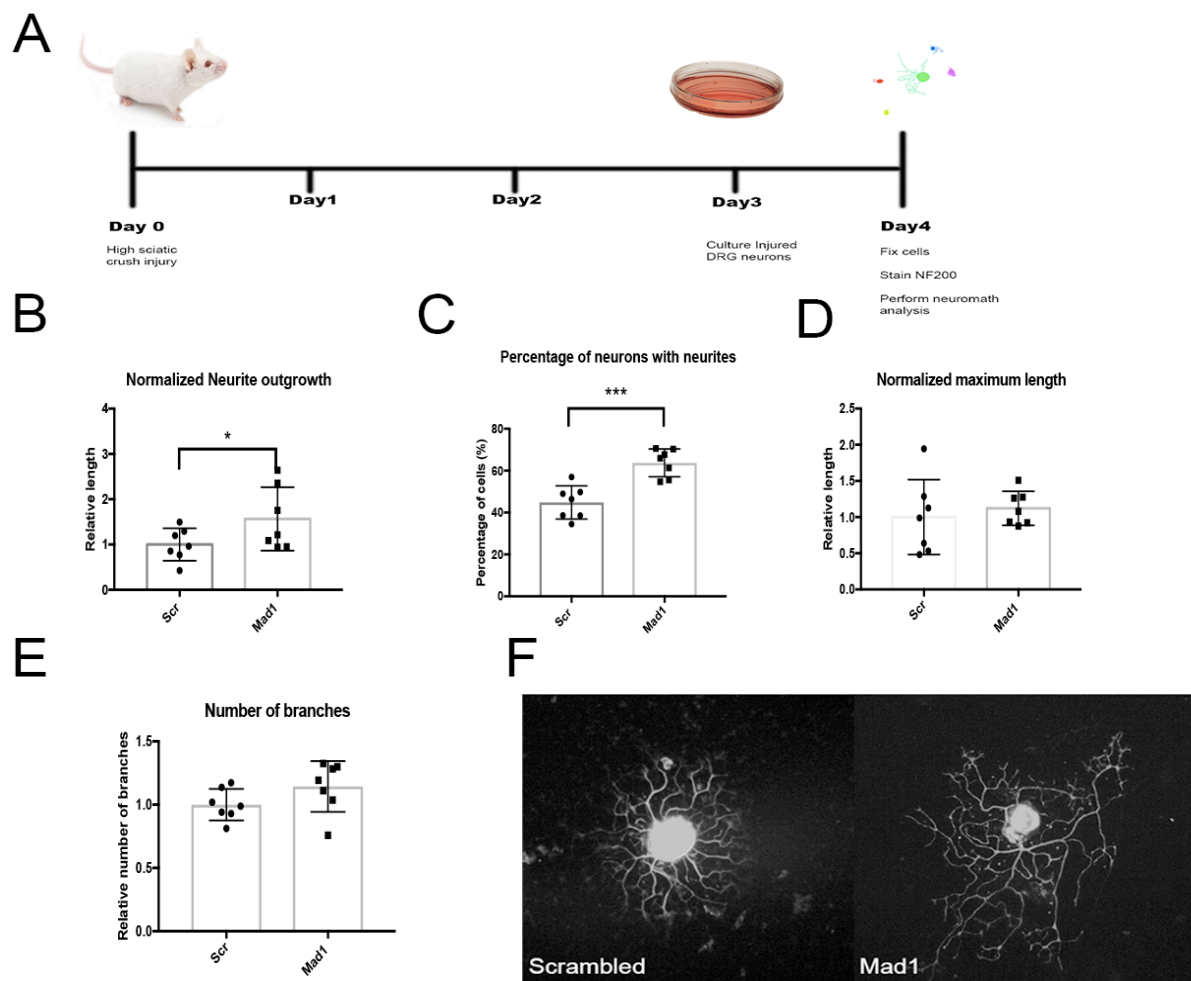 A
Day 0
High sciatic
crush injury
Day1
Day2
Day3
Culture Injured
DRG neurons
Day4
Fix cells
Stain NF200
Perform neuromath
analysis
B
Normalized Neurite outgrowth
*
Relative length
4
3
2
1
0
Scr
Mad1
C
Percentage of neurons with neurites
***
Percentage of cells (%)
80
60
40
20
0
Scr
Mad1
D
Normalized maximum length
Relative length
2.5
2.0
1.5
1.0
0.5
0.0
Scr
Mad1
E
Number of branches
Relative number of branches
1.5
1.0
0.5
0.0
Scr
Mad1
F
Scrambled
Mad1